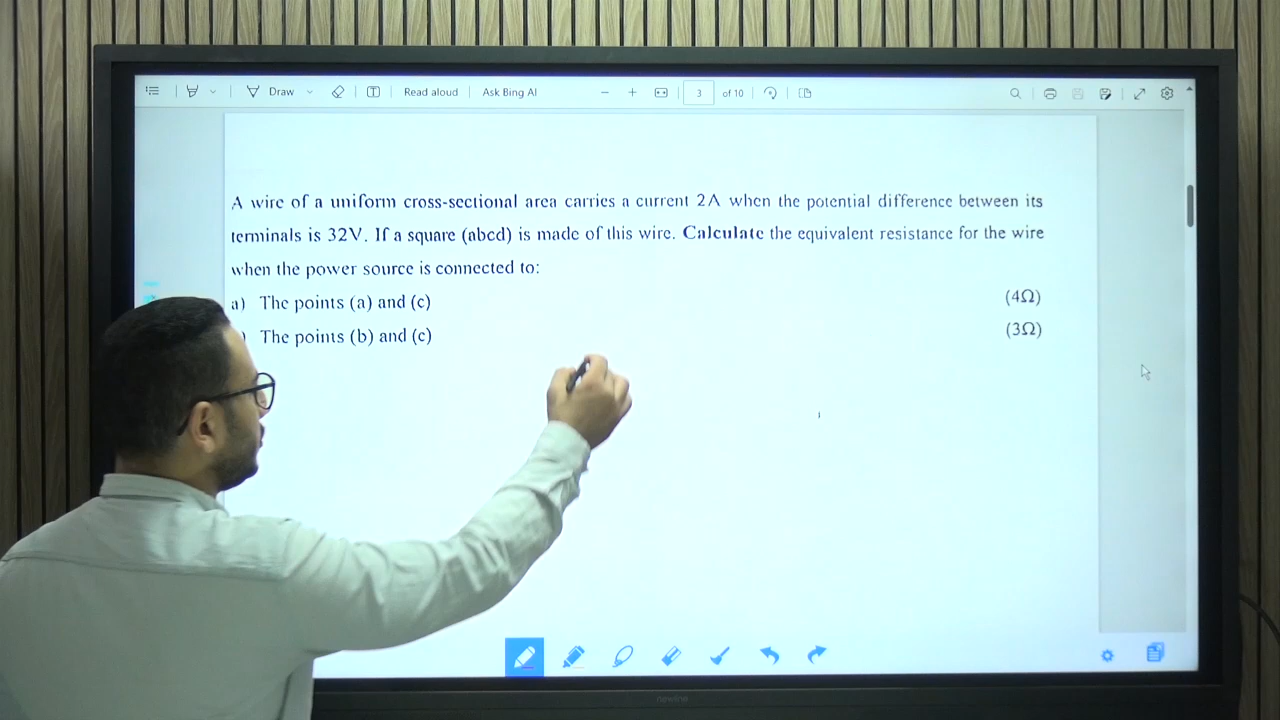 Draw
Read aloud
Ask Bing AI
3 of 10
A wire of a uniform cross-sectional area carries a current 2A when the potential difference between its
terminals is 32V. If a square (abcd) is made of this wire. Calculate the equivalent resistance for the wire
when the power source is connected to:
a) The points (a) and (c) (4Ω)
) The points (b) and (c) (3Ω)
newline